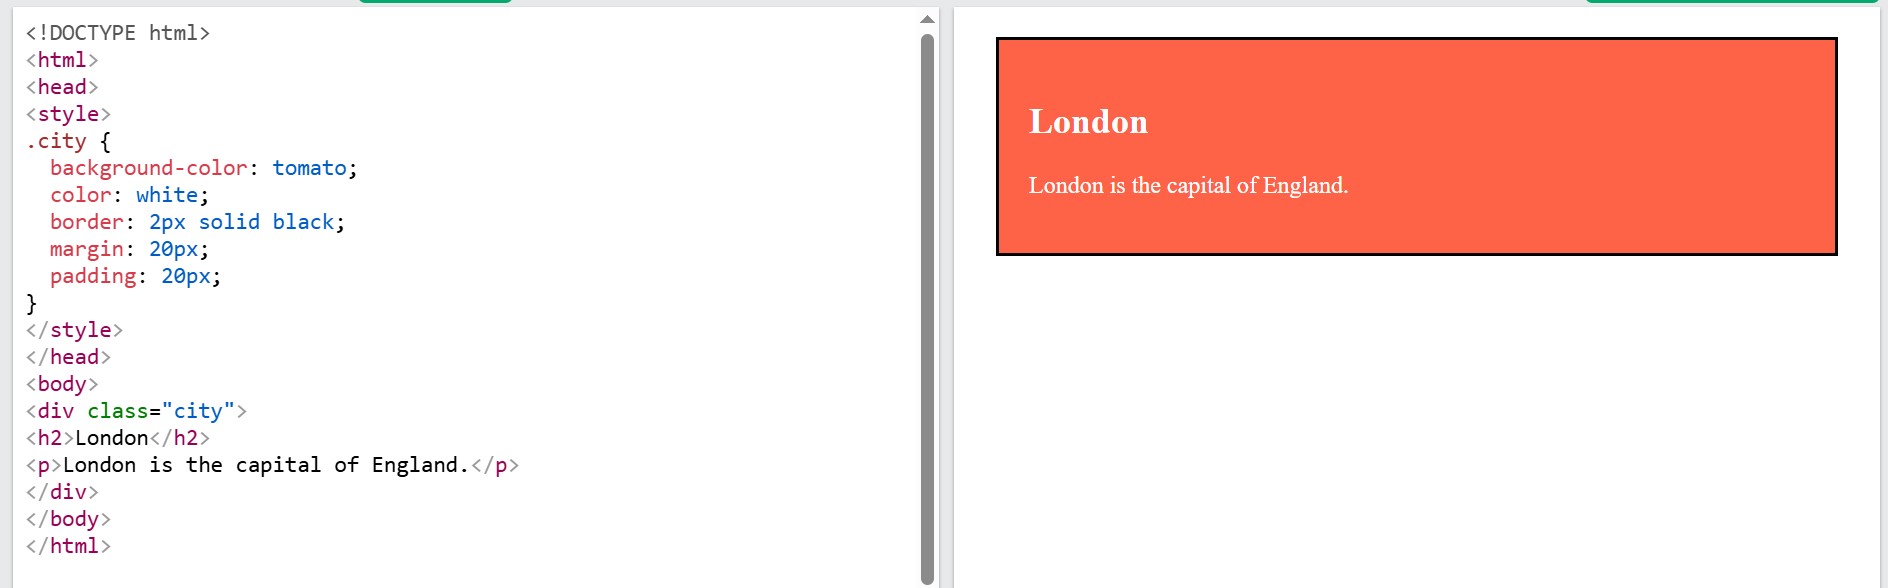 <!DOCTYPE html>
<html>
<head>
<style>
.city {
  background-color: tomato;
  color: white;
  border: 2px solid black;
  margin: 20px;
  padding: 20px;
}
</style>
</head>
<body>
<div class="city">
<h2>London</h2>
<p>London is the capital of England.</p>
</div>
</body>
</html>
London
London is the capital of England.